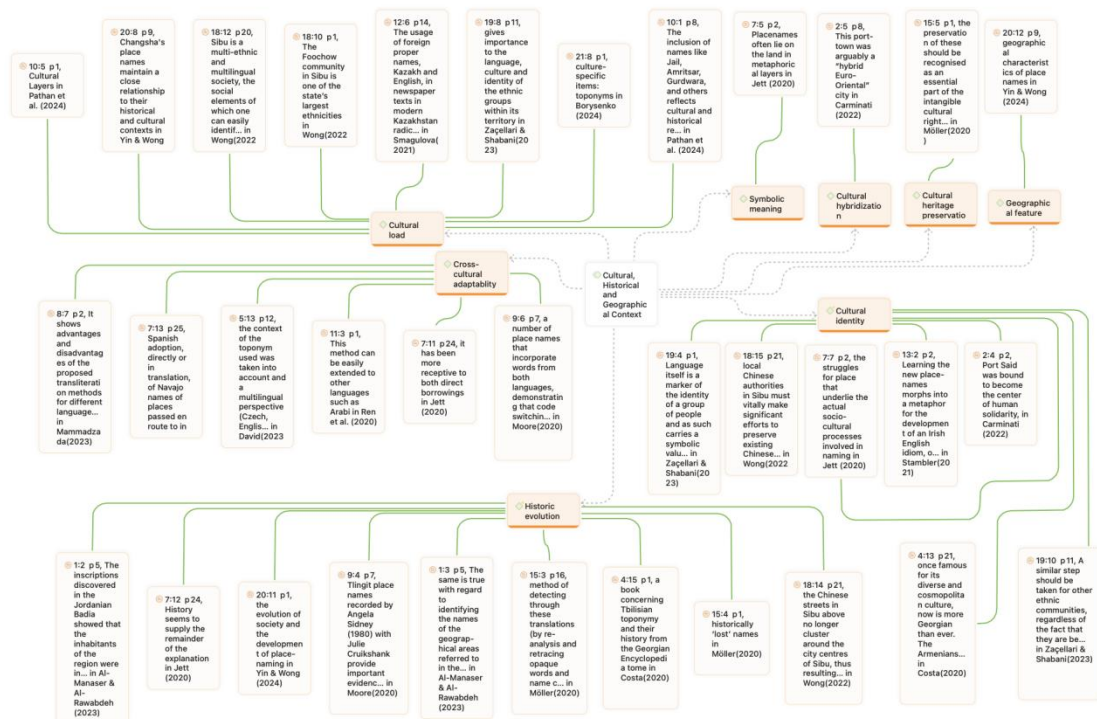 10:5 p1,
Cultural
Layers in
Pathan et
al. (2024)
20:8 p9,
Changsha's
place names
maintain a
close
relationship to
their historical
and cultural
contexts in
Yin & Wong
18:12 p20,
Sibu is a
multi-ethnic
and
multilingual
society, the
social
elements of
which one can
easily
identif... in
Wong(2022
18:10 p1,
The
Foochow
community
in Sibu is
one of the
state's
largest
ethnicities
in
Wong(2022
12:6 p14,
The usage
of foreign
proper
names,
Kazakh and
English, in
newspaper
texts in
modern
Kazakhstan
radic... in
Smagulova(
2021)
19:8 p11,
gives
importance to
the language,
culture and
identity of
the ethnic
groups
within its
territory in
Zaçellari &
Shabani(20
23)
21:8 p1,
culture-
specific
items:
toponyms in
Borysenko
(2024)
10:1 p8,
The
inclusion of
names like
Jail,
Amritsar,
Gurdwara,
and others
reflects
cultural and
historical
re... in
Pathan et
al. (2024)
7:5 p2,
Placenames
often lie on
the land in
metaphoric
al layers in
Jett (2020)
2:5 p8,
This port-
town was
arguably a
“hybrid
Euro-
Oriental”
city in
Carminati
(2022)
15:5 p1, the
preservatio
n of these
should be
recognised
as an
essential
part of the
intangible
cultural
right... in
Möller(2020
)
20:12 p9,
geographical
characteristi
cs of place
names in
Yin & Wong
(2024)
Symbolic
meaning
Cultural
hybridizatio
n
Cultural
heritage
preservatio
Geographic
al feature
Cultural
load
Cross-
cultural
adaptablity
Cultural,
Historical
and
Geographic
al Context
Cultural
identity
8:7 p2, It
shows
advantages
and
disadvantag
es of the
proposed
transliterati
on methods
for different
language...
in
Mammadza
da(2023)
7:13 p25,
Spanish
adoption,
directly or
in
translation,
of Navajo
names of
places
passed en
route to in
5:13 p12,
the context
of the
toponym
used was
taken into
account and
a
multilingual
perspective
(Czech,
Englis... in
David(2023
11:3 p1,
This
method can
be easily
extended to
other
languages
such as
Arabi in Ren
et al. (2020)
7:11 p24, it
has been
more
receptive to
both direct
borrowings
in Jett
(2020)
9:6 p7, a
number of
place names
that
incorporate
words from
both
languages,
demonstrati
ng that code
switchin... in
Moore(2020)
19:4 p1,
Language
itself is a
marker of
the identity
of a group
of people
and as such
carries a
symbolic
valu... in
Zaçellari &
Shabani(20
23)
18:15 p21,
local
Chinese
authorities
in Sibu must
vitally make
significant
efforts to
preserve
existing
Chinese... in
Wong(2022
7:7 p2, the
struggles for
place that
underlie the
actual
socio-
cultural
processes
involved in
naming in
Jett (2020)
13:2 p2,
Learning the
new place-
names
morphs into
a metaphor
for the
development
of an Irish
English
idiom, o... in
Stambler(20
21)
2:4 p2,
Port Said
was bound to
become the
center of
human
solidarity, in
Carminati
(2022)
Historic
evolution
1:2 p5, The
inscriptions
discovered
in the
Jordanian
Badia
showed that
the
inhabitants
of the
region were
in... in Al-
Manaser &
Al-
Rawabdeh
(2023)
7:12 p24,
History
seems to
supply the
remainder
of the
explanation
in Jett
(2020)
20:11 p1,
the
evolution of
society and
the
developmen
t of place-
naming in
Yin & Wong
(2024)
9:4 p7,
Tlingit place
names
recorded by
Angela
Sidney
(1980) with
Julie
Cruikshank
provide
important
evidenc... in
Moore(2020)
1:3 p5, The
same is true
with regard
to
identifying
the names
of the
geograp-
hical areas
referred to
in the... in
Al-Manaser
& Al-
Rawabdeh
(2023)
15:3 p16,
method of
detecting
through
these
translations
(by re-
analysis and
retracing
opaque
words and
name c... in
Möller(2020)
4:15 p1, a
book
concerning
Tbilisian
toponymy
and their
history from
the
Georgian
Encyclopedi
a tome in
Costa(2020)
15:4 p1,
historically
‘lost’ names
in
Möller(2020)
18:14 p21,
the Chinese
streets in
Sibu above
no longer
cluster
around the
city centres
of Sibu, thus
resulting...
in
Wong(2022)
4:13 p21,
once famous
for its
diverse and
cosmopolita
n culture,
now is more
Georgian
than ever.
The
Armenians...
in
Costa(2020)
19:10 p11, A
similar step
should be
taken for
other ethnic
communities,
regardless of
the fact that
they are be...
in Zaçellari &
Shabani(2023)